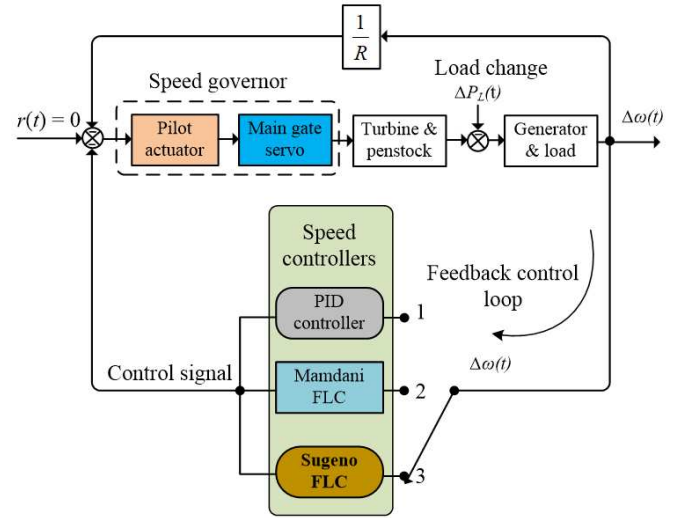 1
R
Speed governor
Load change
ΔP_L(t)
r(t) = 0
Pilot
actuator
Main gate
servo
Turbine &
penstock
Generator
& load
Δω(t)
Speed
controllers
PID
controller
1
Feedback control
loop
Control signal
Mamdani
FLC
2
Δω(t)
Sugeno
FLC
3